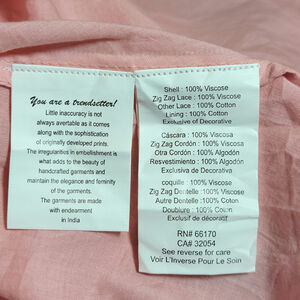 You are a trendsetter!
Little inaccuracy is not
always avertable as it comes
along with the sophistication
of originally developed prints.
The irregularities in embellishment is
what adds to the beauty of
handcrafted garments and
maintain the elegance and feminity
of the garments.
The garments are made
with endearment
in India
Shell : 100% Viscose
Zig Zag Lace : 100% Viscose
Other Lace : 100% Cotton
Lining : 100% Cotton
Exclusive of Decorative
Cáscara : 100% Viscosa
Zig Zag Cordón : 100% Viscosa
Otra Cordón : 100% Algodón
Resvestimiento : 100% Algodón
Exclusivo de Decorativa
coquille : 100% Viscose
Zig Zag Dentelle :100% Viscose
Autre Dentelle :100% Coton
Doublure : 100% Coton
Exclusif de décoratif
RN# 66170
CA# 32054
See reverse for care
Voir L'inverse Pour Le Soin